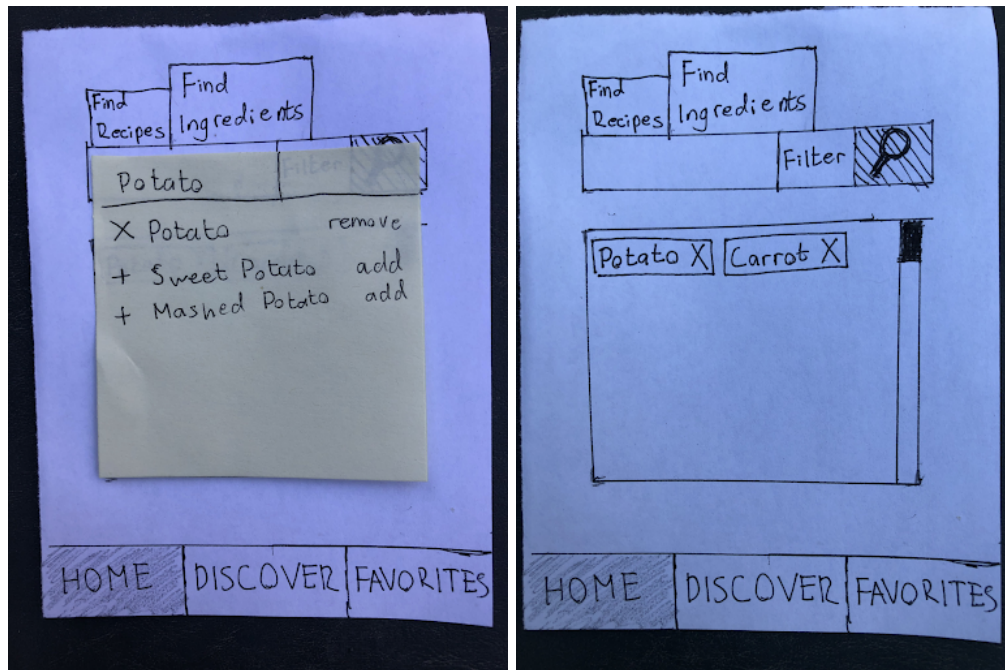 Find
Recipes
Find
Ingredients
Filter
Potato
X Potato remove
+ Sweet Potato add
+ Mashed Potato add
HOME DISCOVER FAVORITES
Find
Recipes
Find
Ingredients
Filter
Potato X Carrot X
HOME DISCOVER FAVORITES